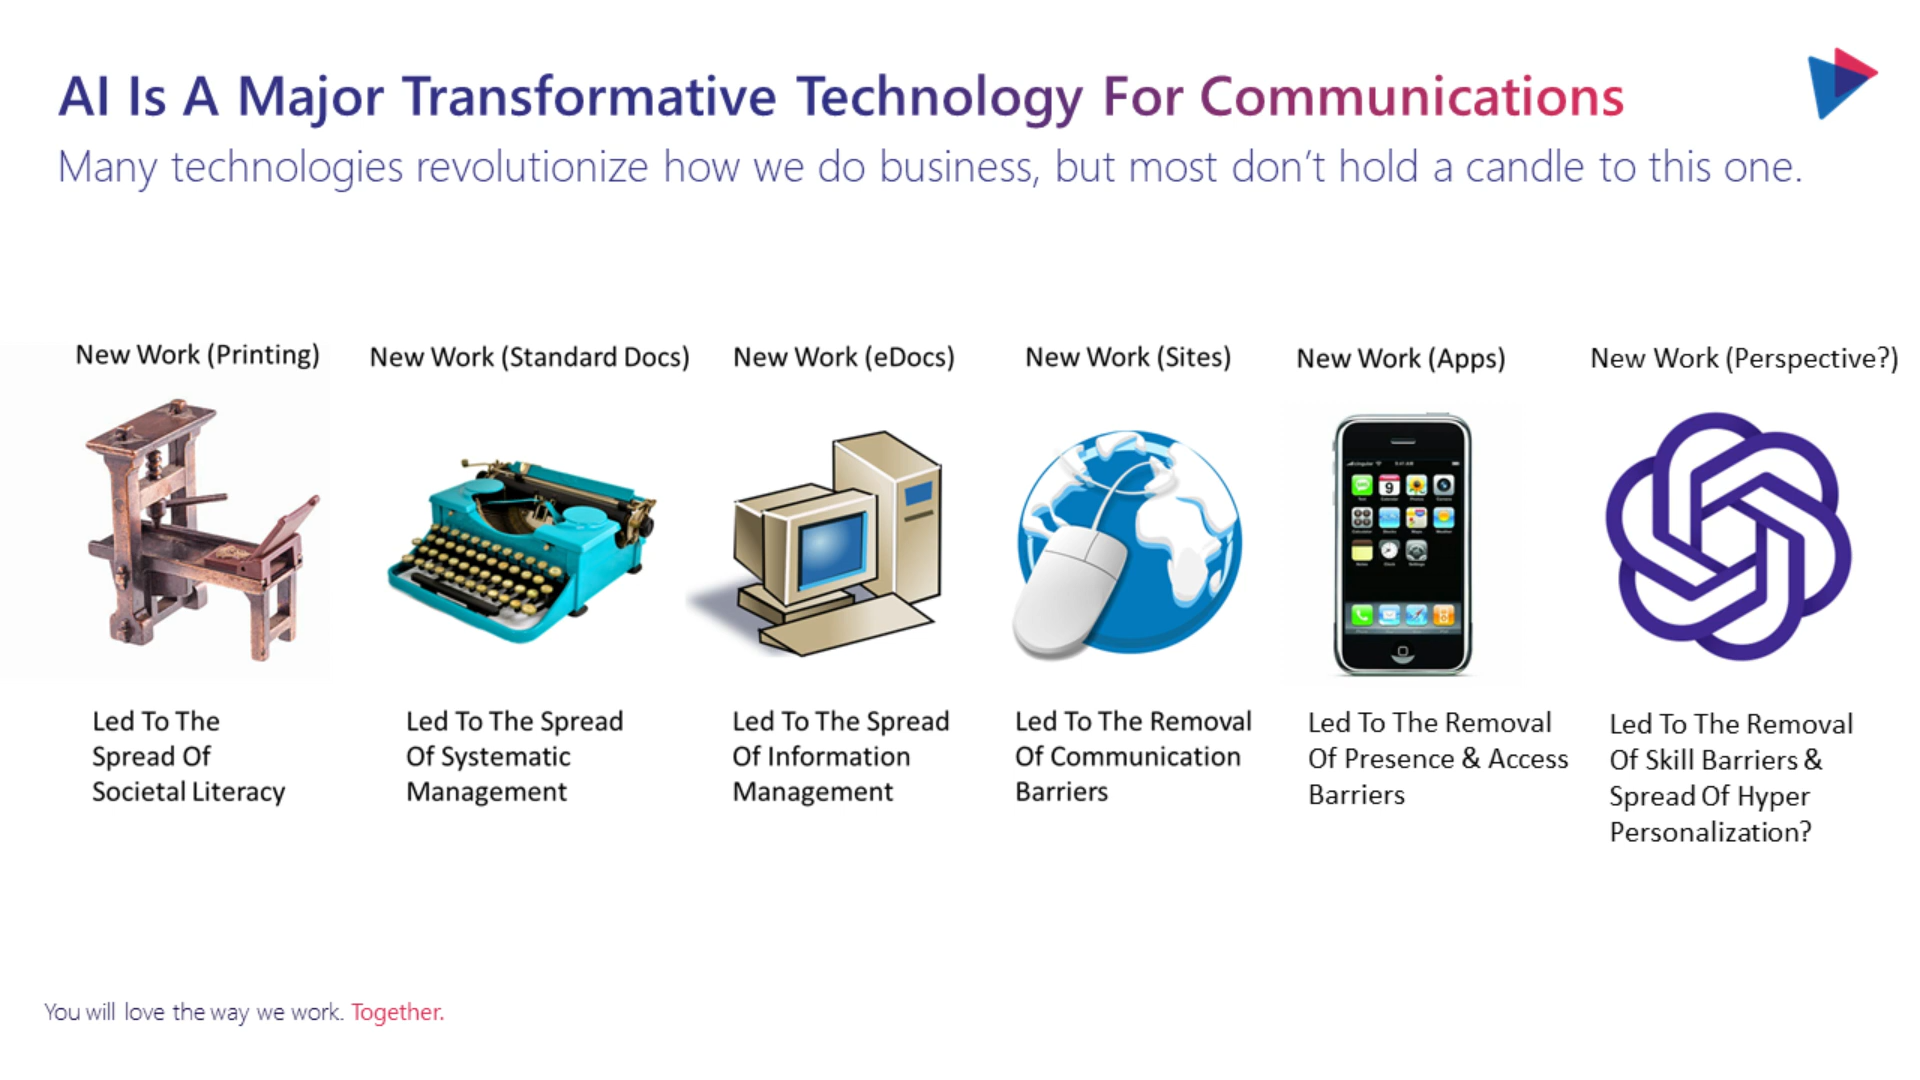 AI Is A Major Transformative Technology For Communications
Many technologies revolutionize how we do business, but most don't hold a candle to this one.
New Work (Printing)
New Work (Standard Docs)
New Work (eDocs)
New Work (Sites)
New Work (Apps)
New Work (Perspective?)
Led To The
Spread Of
Societal Literacy
Led To The Spread
Of Systematic
Management
Led To The Spread
Of Information
Management
Led To The Removal
Of Communication
Barriers
Led To The Removal
Of Presence & Access
Barriers
Led To The Removal
Of Skill Barriers &
Spread Of Hyper
Personalization?
You will love the way we work. Together.